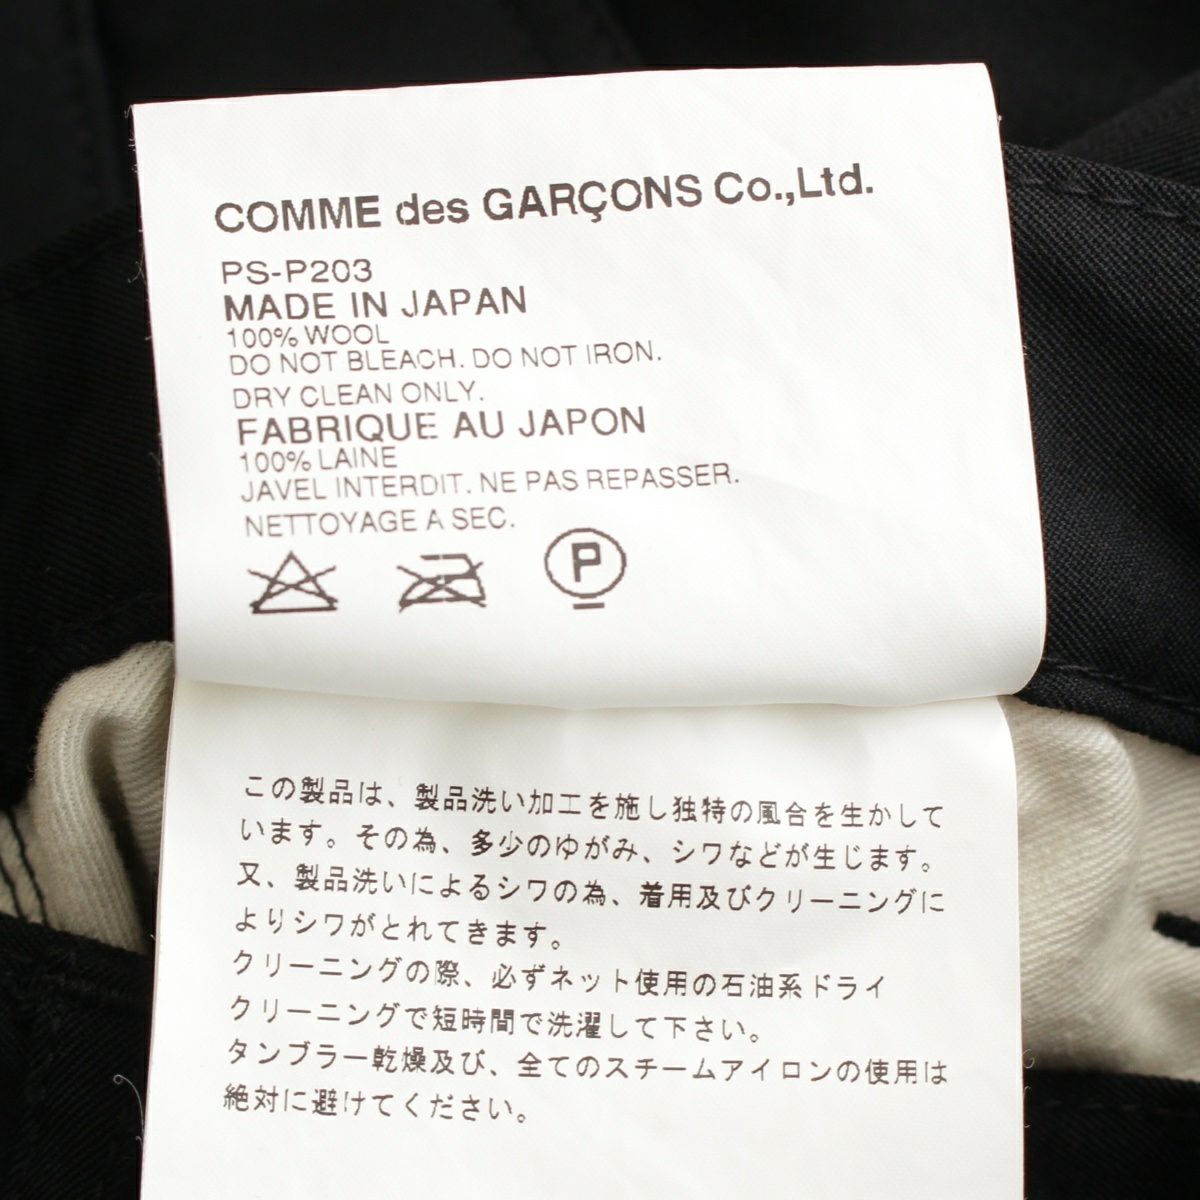 COMME des GARÇONS Co.,Ltd.
PS-P203
MADE IN JAPAN
100% WOOL
DO NOT BLEACH. DO NOT IRON.
DRY CLEAN ONLY.
FABRIQUE AU JAPON
100% LAINE
JAVEL INTERDIT. NE PAS REPASSER.
NETTOYAGE A SEC.
P
この製品は、製品洗い加工を施し独特の風合を生かして
います。その為、多少のゆがみ、シワなどが生じます。
又、製品洗いによるシワの為、着用及びクリーニングに
よりシワがとれてきます。
クリーニングの際、必ずネット使用の石油系ドライ
クリーニングで短時間で洗濯して下さい。
タンブラー乾燥及び、全てのスチームアイロンの使用は
絶対に避けてください。